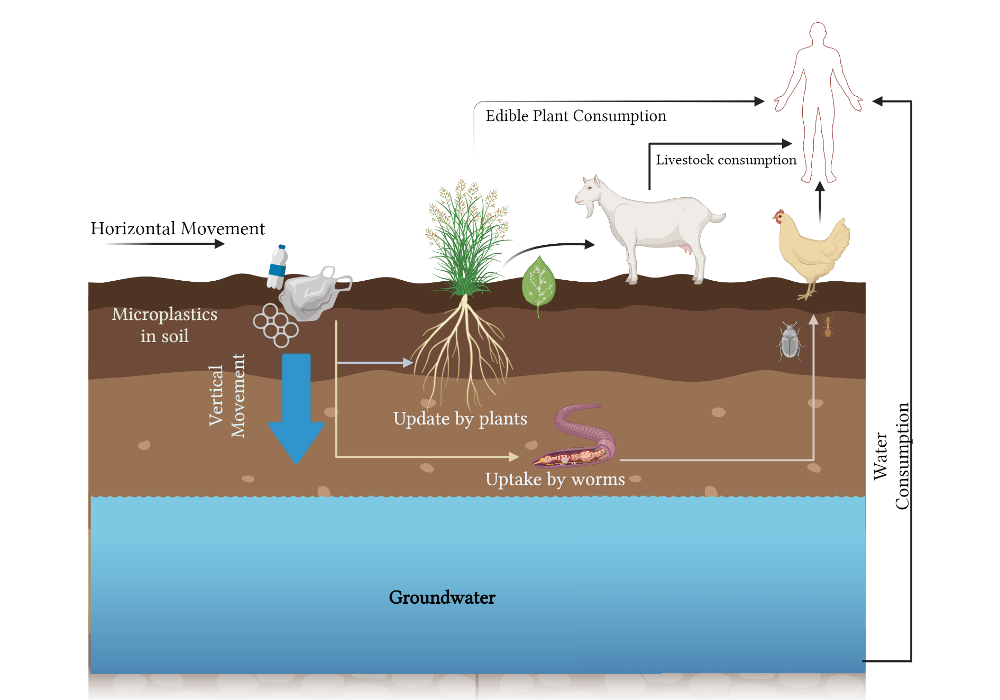 Edible Plant Consumption
Livestock consumption
Horizontal Movement
Microplastics
in soil
Vertical
Movement
Update by plants
Uptake by worms
Water
Consumption
Groundwater